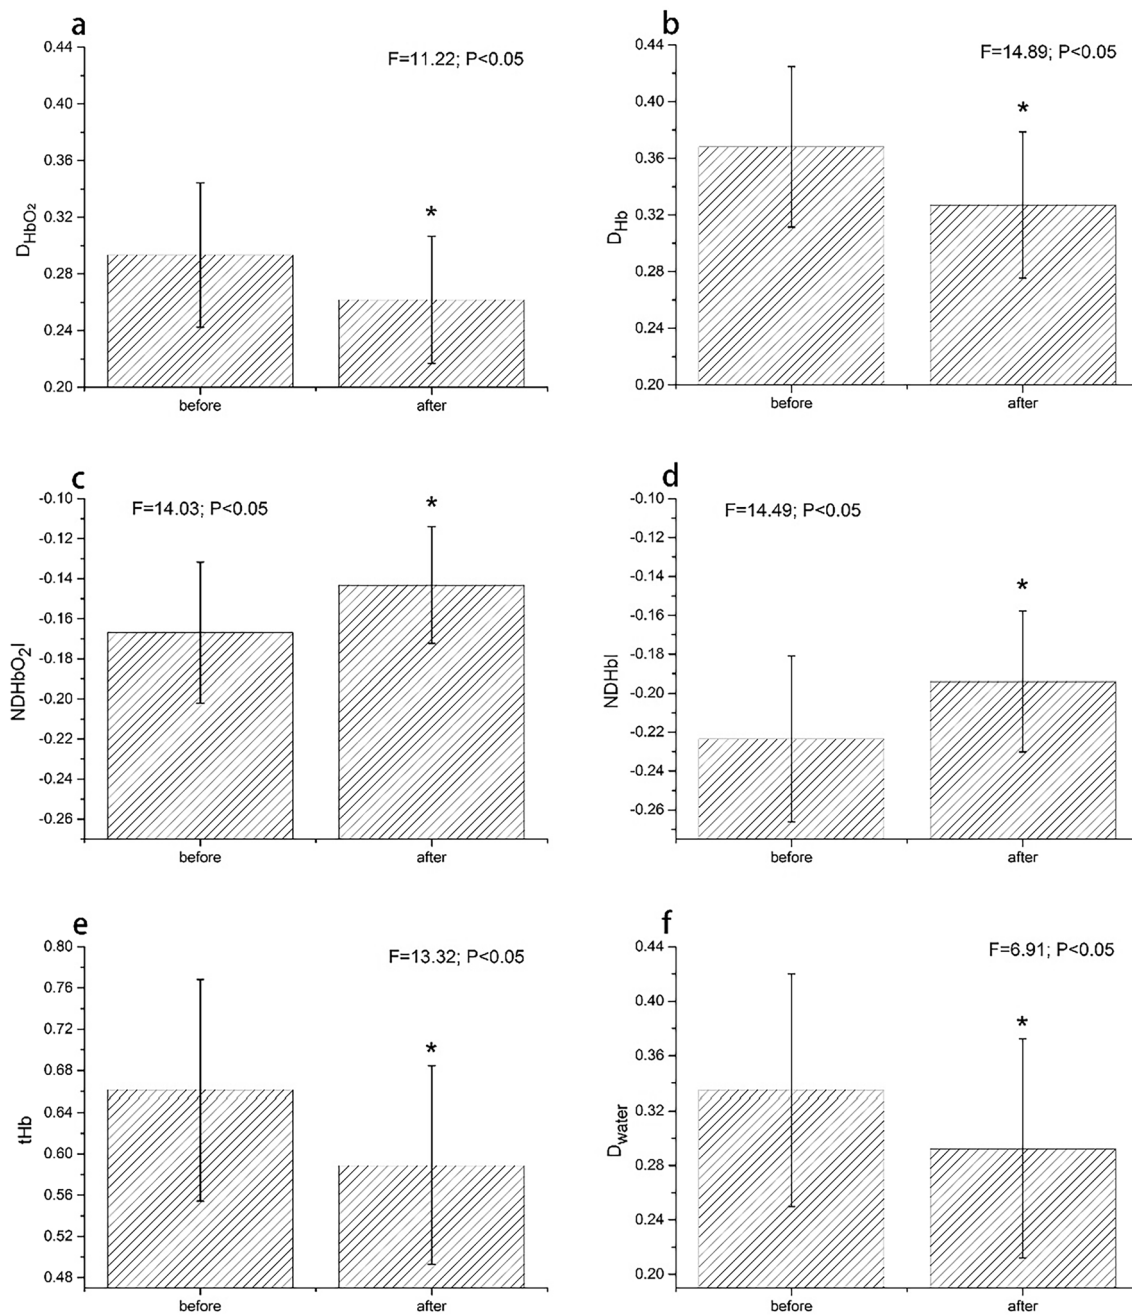 a
F=11.22; P<0.05
0.44
0.40
0.36
0.32
0.28
0.24
0.20
DHbO₂
*
before after
b
F=14.89; P<0.05
0.44
0.40
0.36
0.32
0.28
0.24
0.20
DHb
*
before after
c
F=14.03; P<0.05
-0.10
-0.12
-0.14
-0.16
-0.18
-0.20
-0.22
-0.24
-0.26
NDHbO₂I
*
before after
d
F=14.49; P<0.05
-0.10
-0.12
-0.14
-0.16
-0.18
-0.20
-0.22
-0.24
-0.26
NDHbI
*
before after
e
F=13.32; P<0.05
0.80
0.76
0.72
0.68
0.64
0.60
0.56
0.52
0.48
tHb
*
before after
f
F=6.91; P<0.05
0.44
0.40
0.36
0.32
0.28
0.24
0.20
Dwater
*
before after